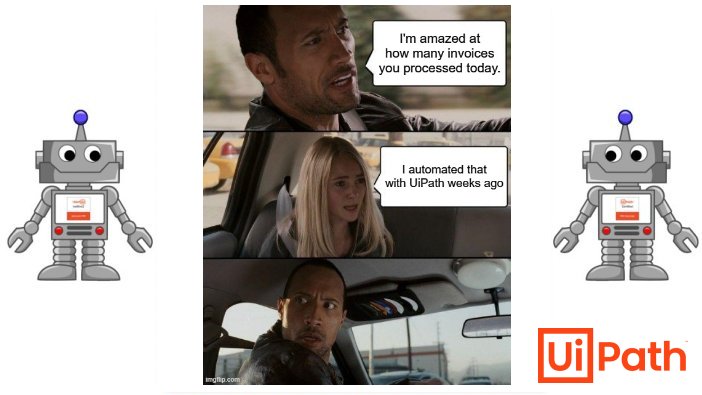 I'm amazed at
how many invoices
you processed today.
I automated that
with UiPath weeks ago
imgflip.com
UiPath